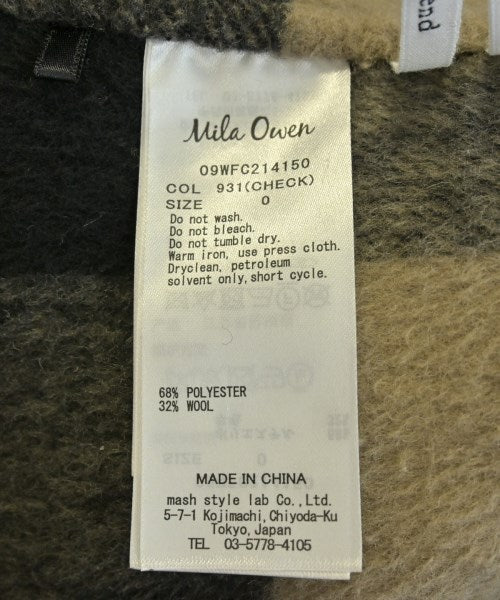 end
Mila Owen
09WFC214150
COL 931(CHECK)
SIZE 0
Do not wash.
Do not bleach.
Do not tumble dry.
Warm iron, use press cloth.
Dryclean, petroleum
solvent only, short cycle.
68% POLYESTER
32% WOOL
MADE IN CHINA
mash style lab Co., Ltd.
5-7-1 Kojimachi, Chiyoda-Ku
Tokyo, Japan
TEL 03-5778-4105